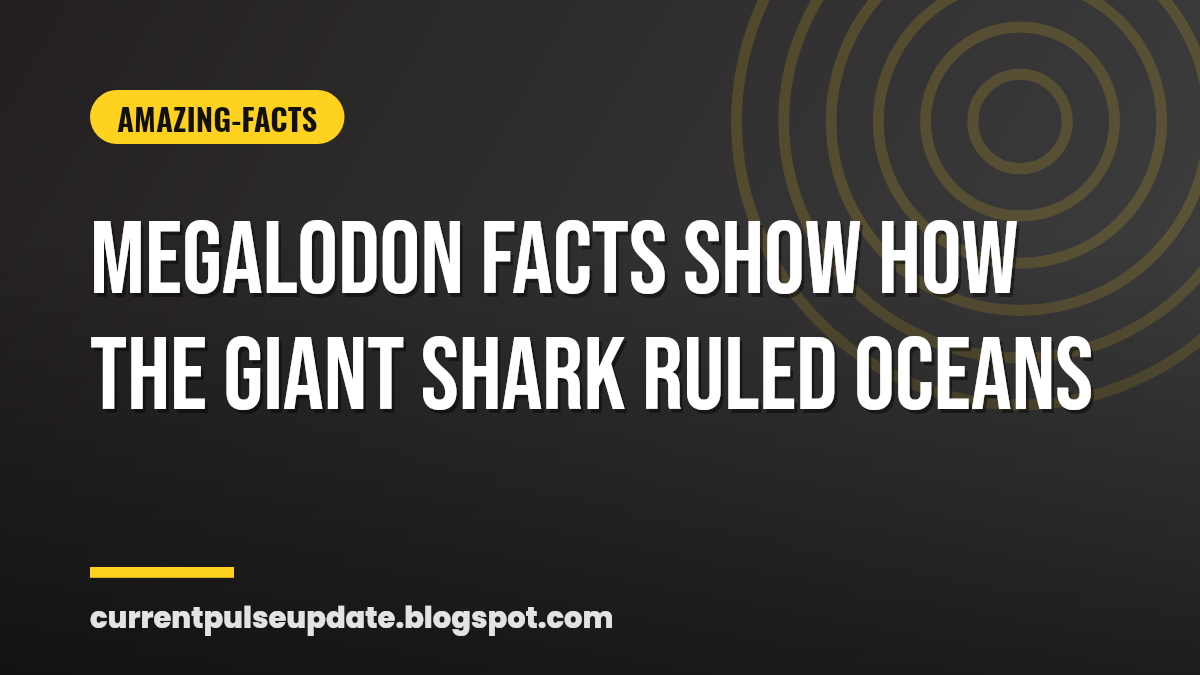 AMAZING-FACTS
MEGALODON FACTS SHOW HOW
THE GIANT SHARK RULED OCEANS
currentpulseupdate.blogspot.com